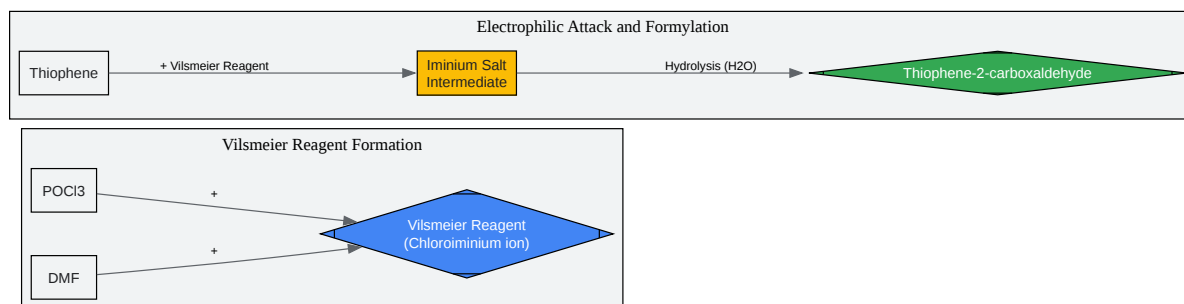 Electrophilic Attack and Formylation
Thiophene
+ Vilsmeier Reagent
Iminium Salt
Intermediate
Hydrolysis (H2O)
Thiophene-2-carboxaldehyde
Vilsmeier Reagent Formation
POCl3
+
Vilsmeier Reagent
(Chloroiminium ion)
+
DMF